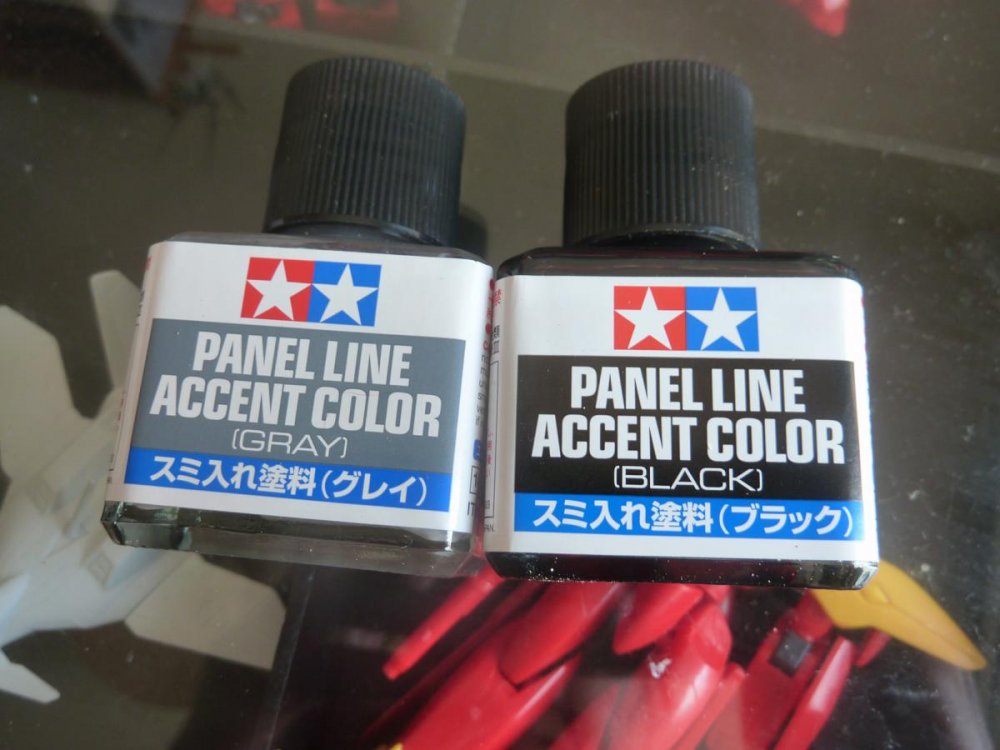 PANEL LINE
ACCENT COLOR
(GRAY)
スミ入れ塗料(グレイ)
PANEL LINE
ACCENT COLOR
(BLACK)
スミ入れ塗料(ブラック)